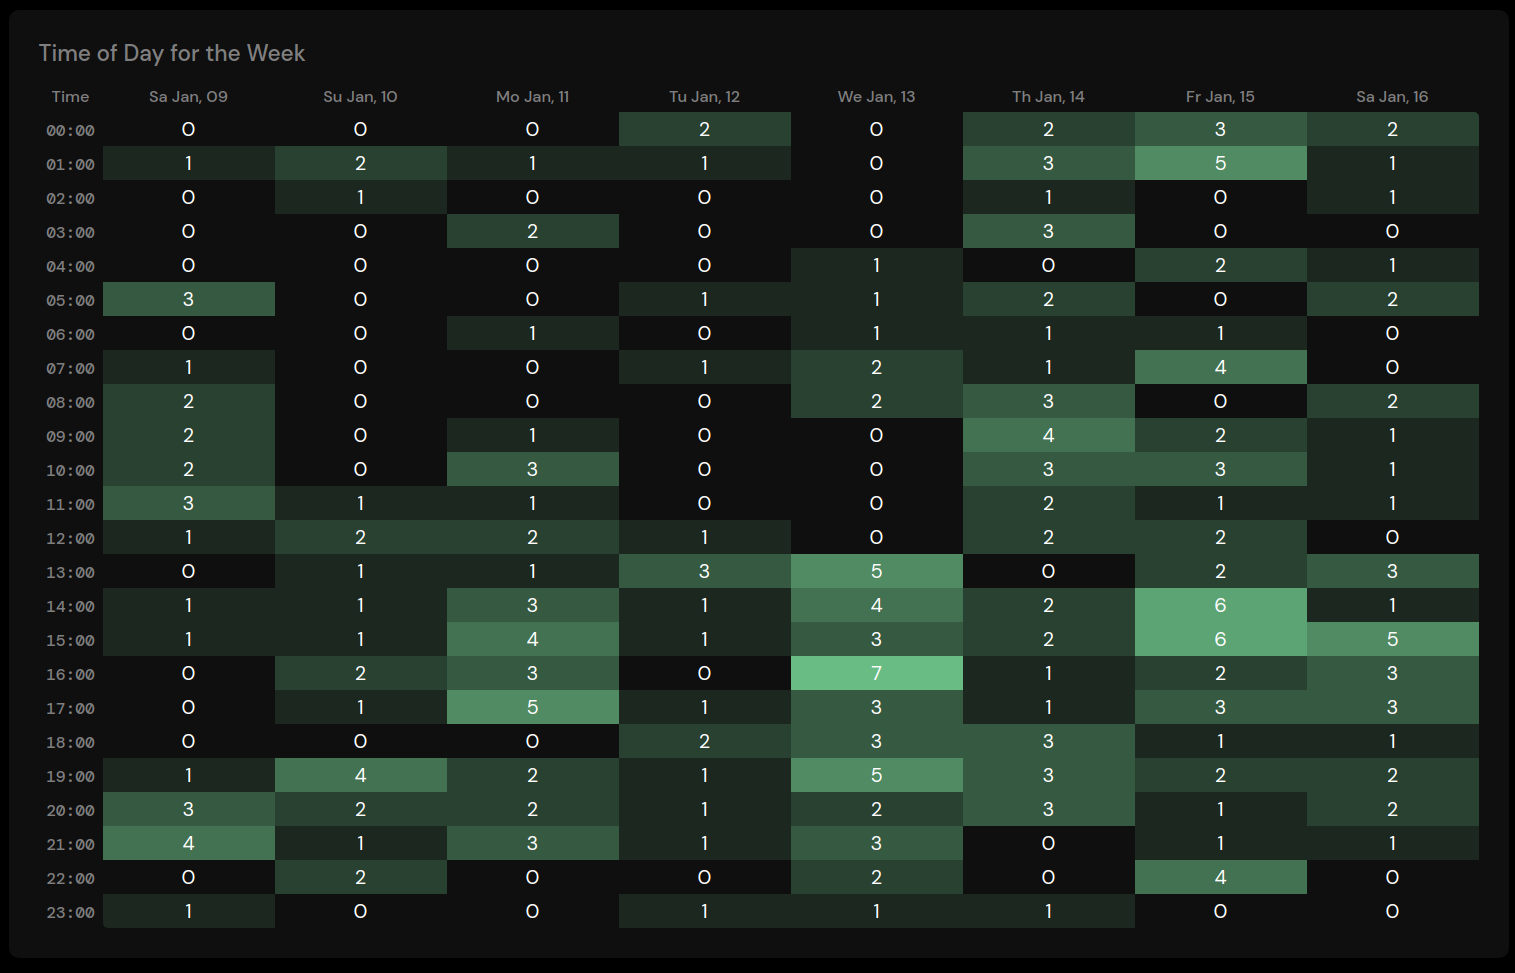 Time of Day for the Week
Time Sa Jan, 09 Su Jan, 10 Mo Jan, 11 Tu Jan, 12 We Jan, 13 Th Jan, 14 Fr Jan, 15 Sa Jan, 16
00:00 0 0 0 2 0 2 3 2
01:00 1 2 1 1 0 3 5 1
02:00 0 1 0 0 0 1 0 1
03:00 0 0 2 0 0 3 0 0
04:00 0 0 0 0 1 0 2 1
05:00 3 0 0 1 1 2 0 2
06:00 0 0 1 0 1 1 1 0
07:00 1 0 0 1 2 1 4 0
08:00 2 0 0 0 2 3 0 2
09:00 2 0 1 0 0 4 2 1
10:00 2 0 3 0 0 3 3 1
11:00 3 1 1 0 0 2 1 1
12:00 1 2 2 1 0 2 2 0
13:00 0 1 1 3 5 0 2 3
14:00 1 1 3 1 4 2 6 1
15:00 1 1 4 1 3 2 6 5
16:00 0 2 3 0 7 1 2 3
17:00 0 1 5 1 3 1 3 3
18:00 0 0 0 2 3 3 1 1
19:00 1 4 2 1 5 3 2 2
20:00 3 2 2 1 2 3 1 2
21:00 4 1 3 1 3 0 1 1
22:00 0 2 0 0 2 0 4 0
23:00 1 0 0 1 1 1 0 0